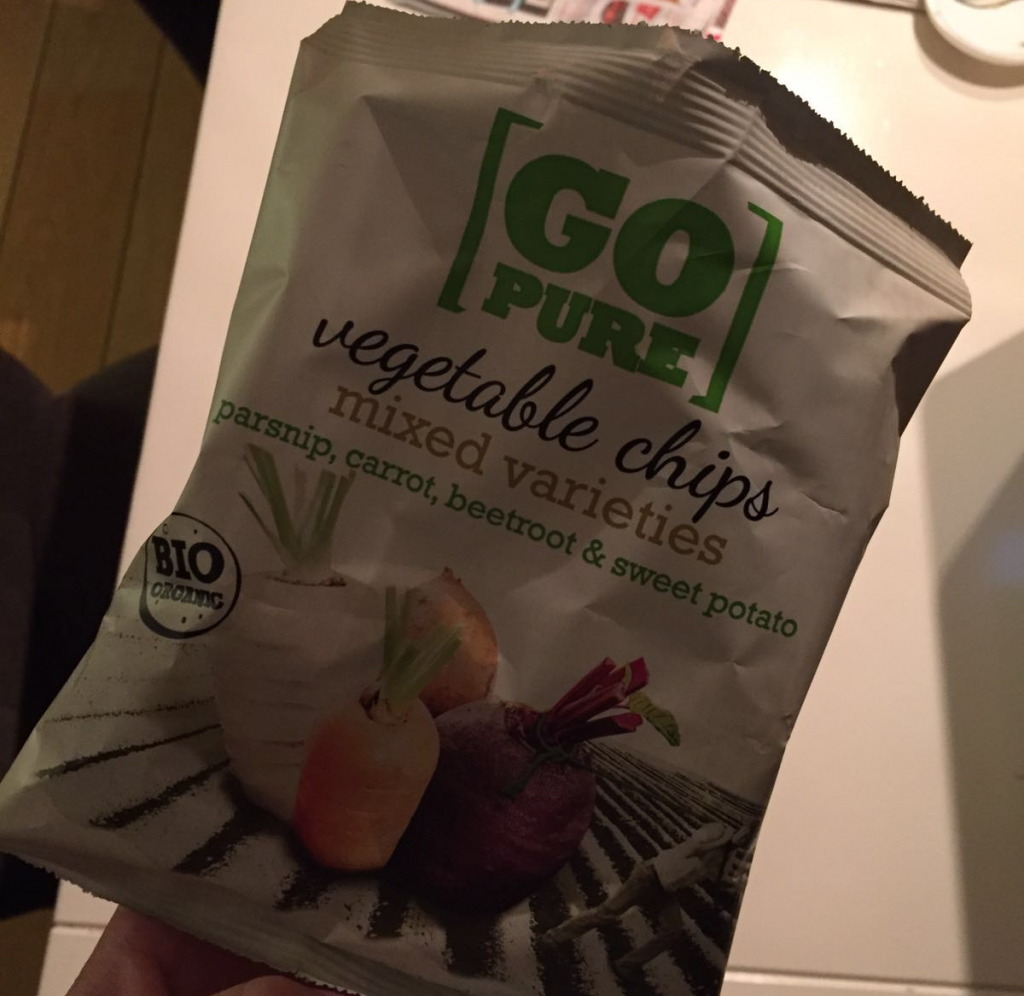 GO
PURE
vegetable chips
mixed varieties
parsnip, carrot, beetroot & sweet potato
BIO
ORGANIC